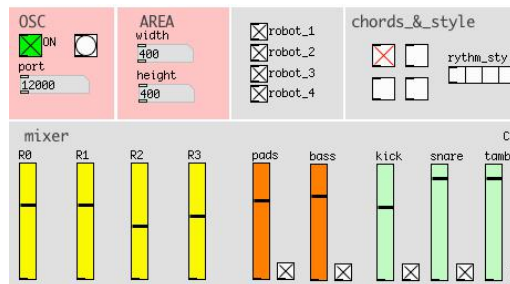 OSC
ON
port
12000
AREA
width
400
height
400
robot_1
robot_2
robot_3
robot_4
chords_&_style
rythm_sty
mixer
C
R0 R1 R2 R3 pads bass kick snare tamb